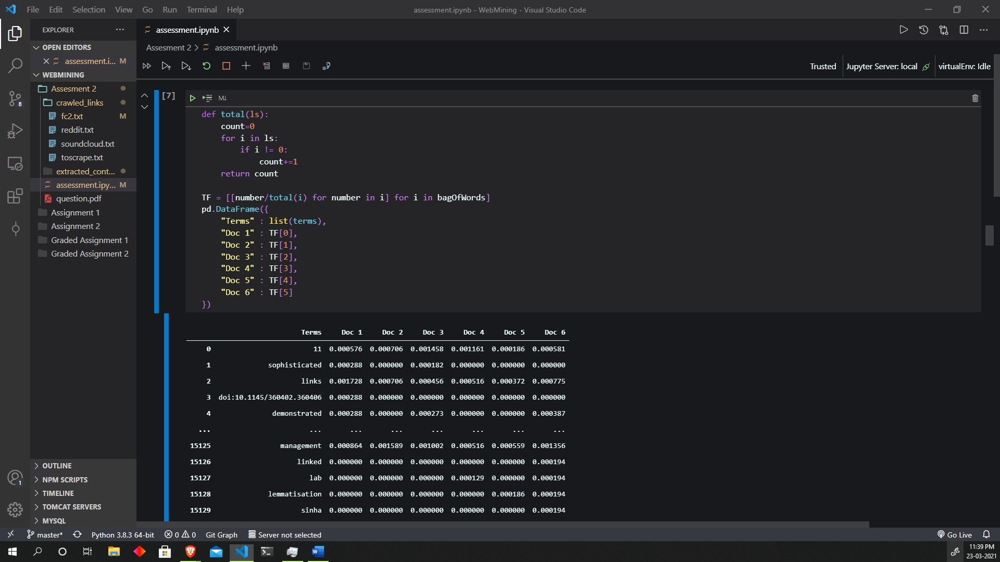 File Edit Selection View Go Run Terminal Help
assessment.ipynb - WebMining - Visual Studio Code
EXPLORER
OPEN EDITORS
assessment.i... M
WEBMINING
Assesment 2
crawled_links
fc2.txt M
reddit.txt
soundcloud.txt
toscrape.txt
extracted_cont...
assessment.ipy... M
question.pdf
Assignment 1
Assignment 2
Graded Assignment 1
Graded Assignment 2
OUTLINE
NPM SCRIPTS
TIMELINE
TOMCAT SERVERS
MYSQL
8
1
assessment.ipynb
Assesment 2 > assessment.ipynb
Trusted Jupyter Server: local virtualEnv: Idle
[7]
M↓
def total(ls):
    count=0
    for i in ls:
        if i != 0:
            count+=1
    return count
TF = [[number/total(i) for number in i] for i in bagOfWords]
pd.DataFrame({
    "Terms" : list(terms),
    "Doc 1" : TF[0],
    "Doc 2" : TF[1],
    "Doc 3" : TF[2],
    "Doc 4" : TF[3],
    "Doc 5" : TF[4],
    "Doc 6" : TF[5]
})
Terms Doc 1 Doc 2 Doc 3 Doc 4 Doc 5 Doc 6
0 11 0.000576 0.000706 0.001458 0.001161 0.000186 0.000581
1 sophisticated 0.000288 0.000000 0.000182 0.000000 0.000000 0.000000
2 links 0.001728 0.000706 0.000456 0.000516 0.000372 0.000775
3 doi:10.1145/360402.360406 0.000288 0.000000 0.000000 0.000000 0.000000 0.000000
4 demonstrated 0.000288 0.000000 0.000273 0.000000 0.000000 0.000387
... ... ... ... ... ... ... ...
15125 management 0.000864 0.001589 0.001002 0.000516 0.000559 0.001356
15126 linked 0.000000 0.000000 0.000000 0.000000 0.000000 0.000194
15127 lab 0.000000 0.000000 0.000000 0.000129 0.000000 0.000194
15128 lemmatisation 0.000000 0.000000 0.000000 0.000000 0.000186 0.000194
15129 sinha 0.000000 0.000000 0.000000 0.000000 0.000000 0.000194
master* Python 3.8.3 64-bit 0 0 Git Graph Server not selected Go Live
11:39 PM
23-03-2021